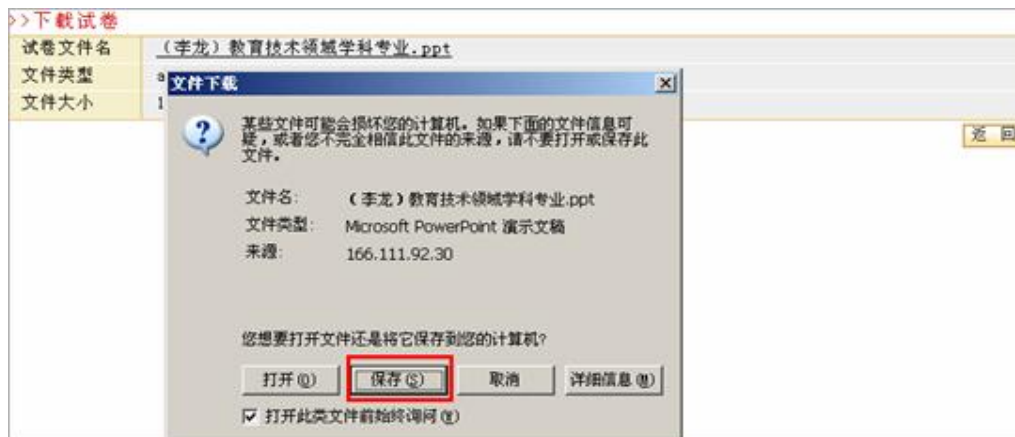 >>下载试卷
试卷文件名 （李龙）教育技术领域学科专业.ppt
文件类型 a
文件大小 1
文件下载
某些文件可能会损坏您的计算机。如果下面的文件信息可
疑，或者您不完全相信此文件的来源，请不要打开或保存此
文件。
文件名： （李龙）教育技术领域学科专业.ppt
文件类型： Microsoft PowerPoint 演示文稿
来源： 166.111.92.30
您想要打开文件还是将它保存到您的计算机?
打开(O) 保存(S) 取消 详细信息(M)
打开此类文件前始终询问(W)
返 回